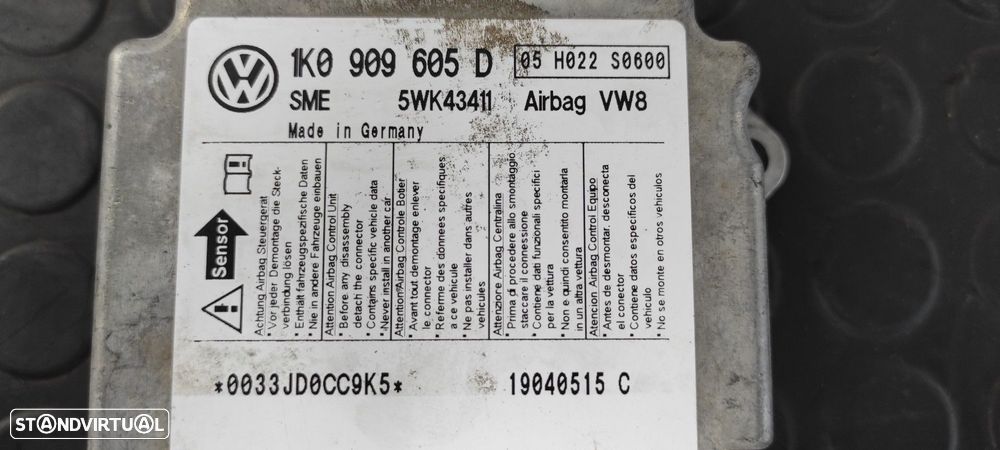 VW
1K0 909 605 D
05 H022 S0600
SME 5WK43411 Airbag VW8
Made in Germany
Sensor
Achtung Airbag Steuergerät
* Vor jeder Demontage die Steck-
verbindung lösen
* Enthält fahrzeugspezifische Daten
* Nie in andere Fahrzeuge einbauen
Attention Airbag Control Unit
* Before any disassembly
detach the connector
* Contains specific vehicle data
* Never install in another car
Attention/Airbag Controle Boitier
* Avant tout demontage enlever
le connector
* Referme des donnees specifiques
a ce vehicule
* Ne pas installer dans autres
vehicules
Attenzione Airbag Centralina
* Prima di procedere allo smontaggio
staccare il connessione
* Contiene dati funzionali specifici
per la vettura
* Non e quindi consentito montarla
in un altra vettura
Atencion Airbag Control Equipo
* Antes de desmontar, desconecta
el conector
* Contiene datos especificos del
vehiculo
* No se monte en otros vehiculos
*0033JD0CC9K5*
19040515 C
STANDVIRTUAL